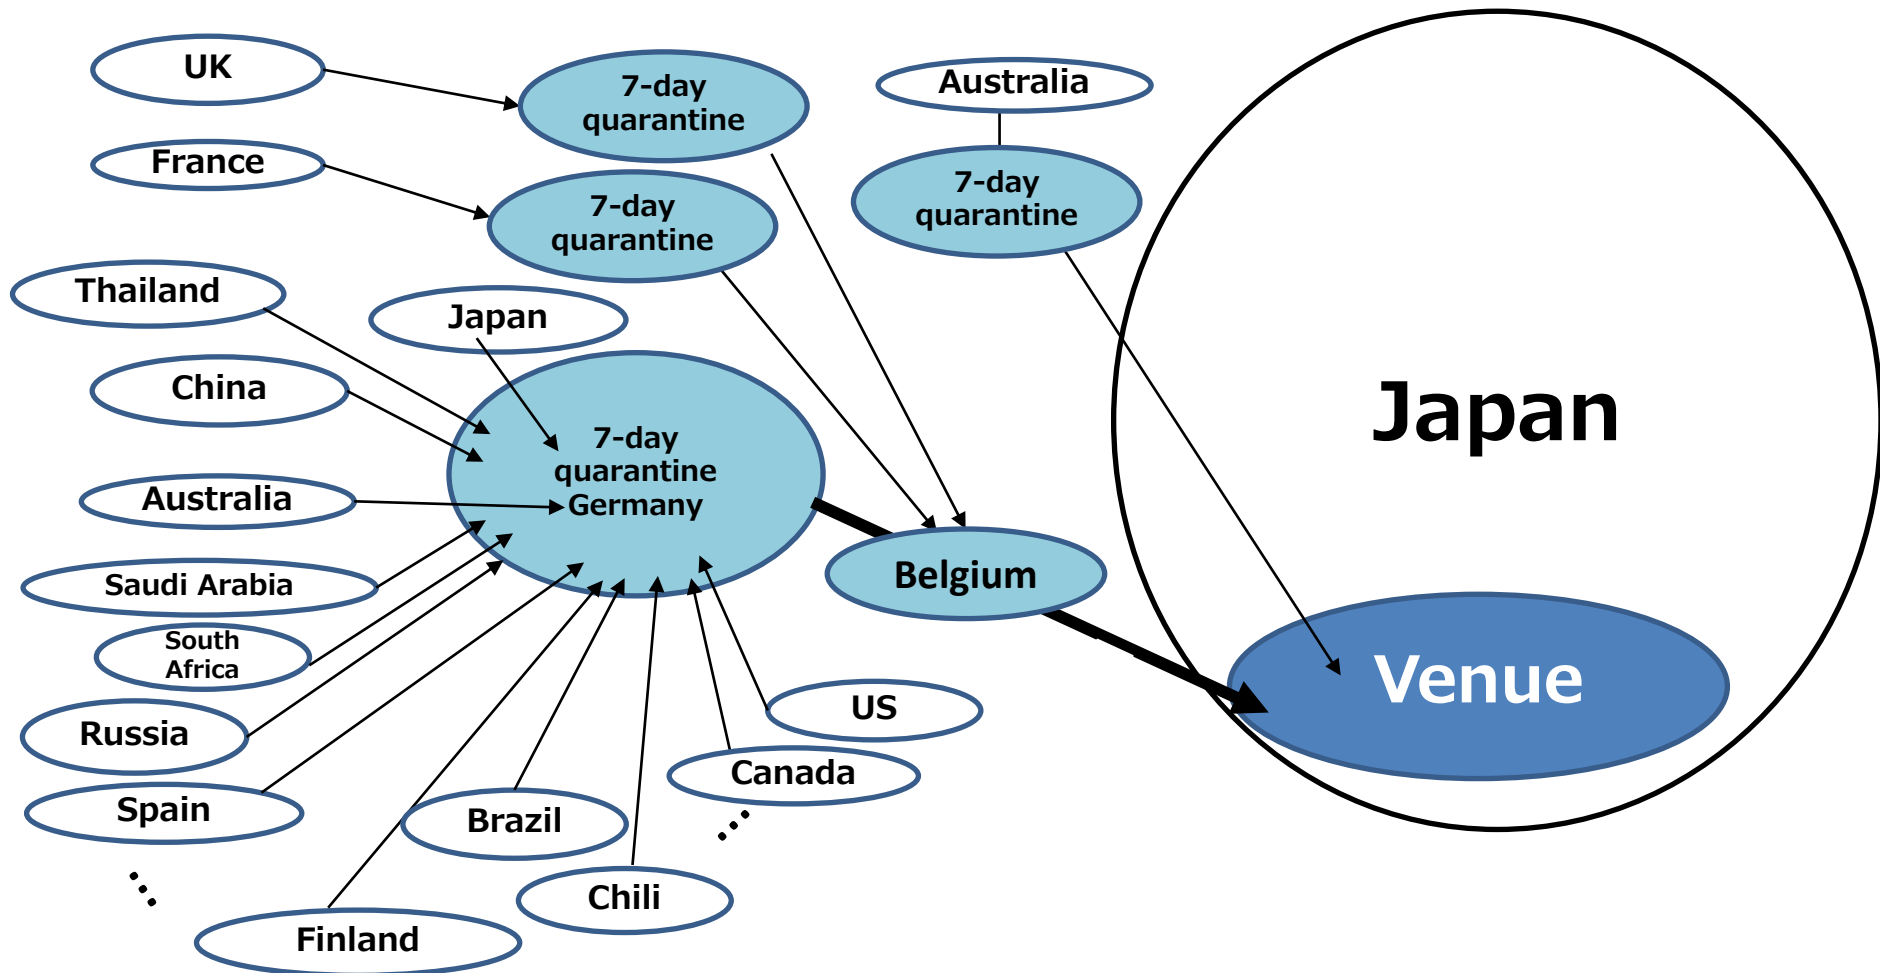 UK
7-day
quarantine
Australia
France
7-day
quarantine
7-day
quarantine
Thailand
Japan
China
7-day
quarantine
Germany
Japan
Australia
Saudi Arabia
Belgium
South
Africa
Venue
Russia
US
Canada
Spain
Brazil
Chili
Finland